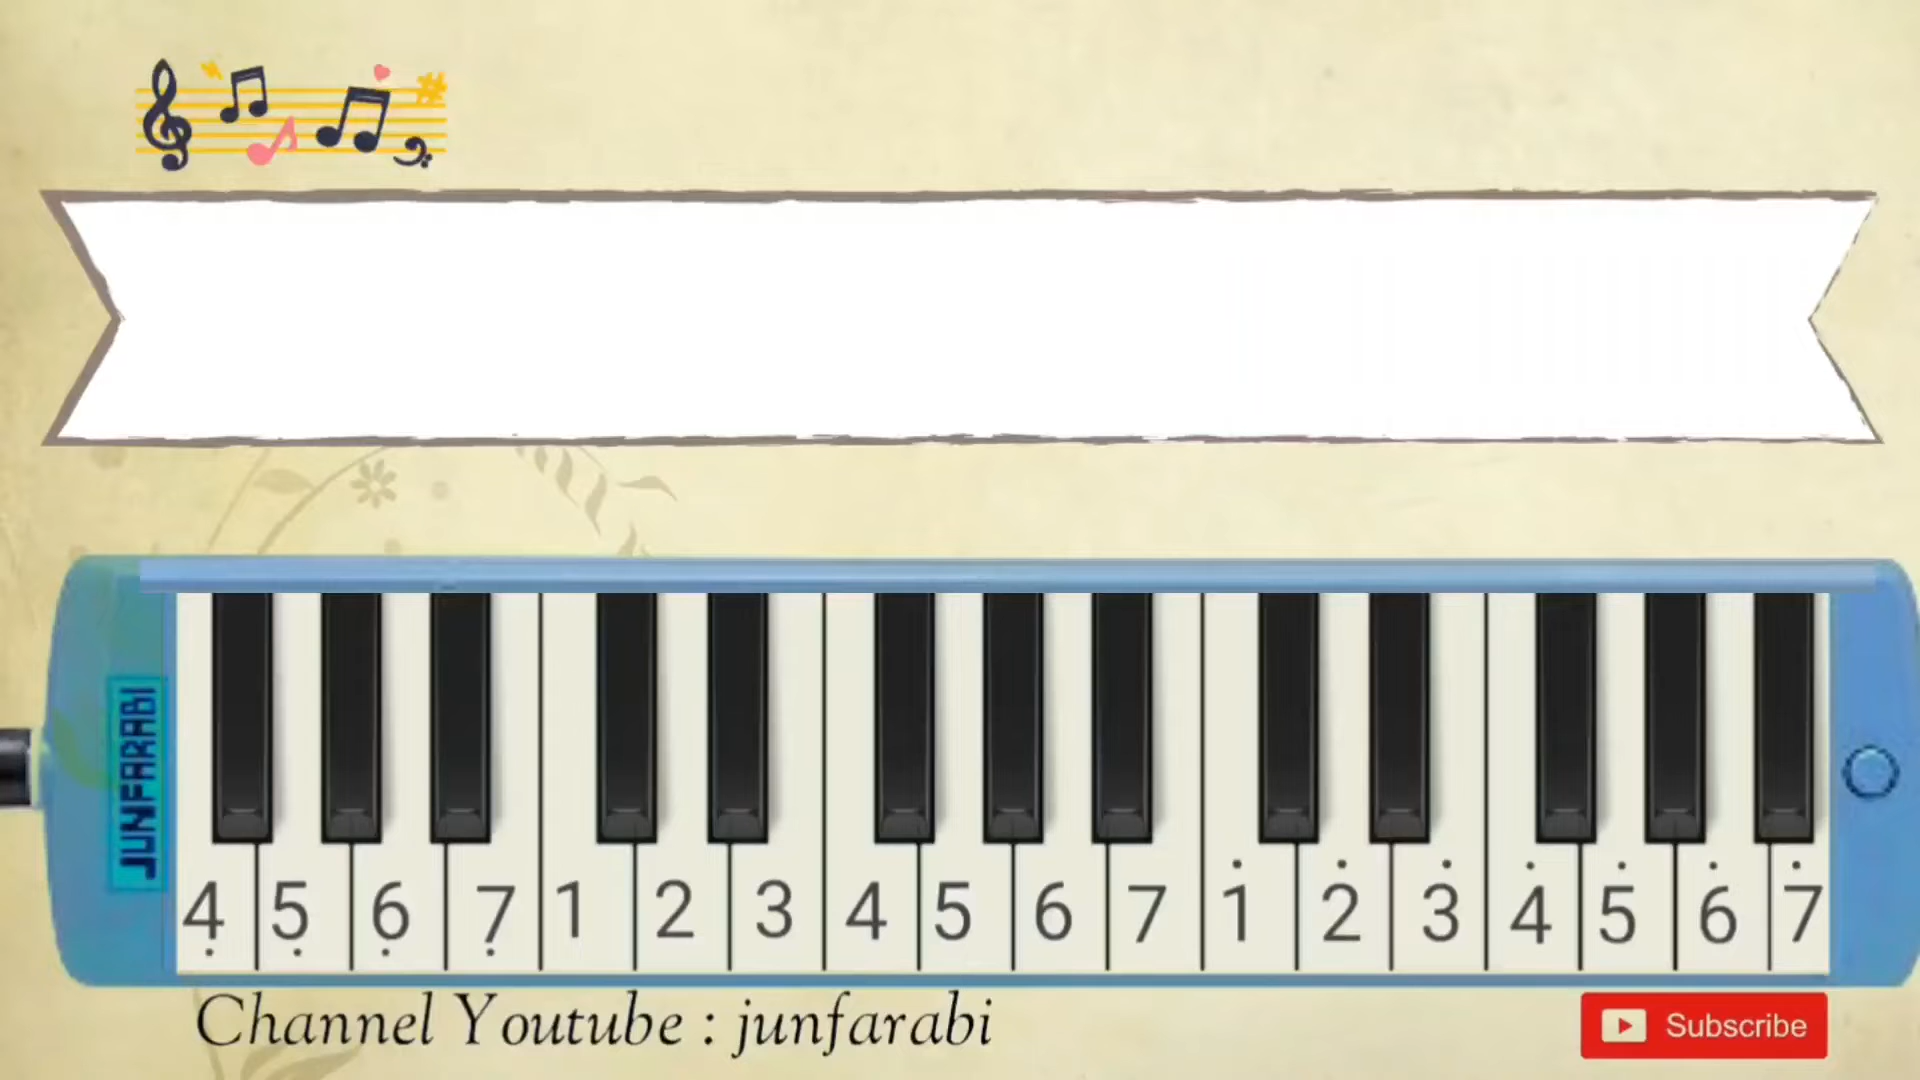 JUNFARABI
4̣ 5̣ 6̣ 7̣ 1 2 3 4 5 6 7 1̇ 2̇ 3̇ 4̇ 5̇ 6̇ 7̇
Channel Youtube : junfarabi
Subscribe